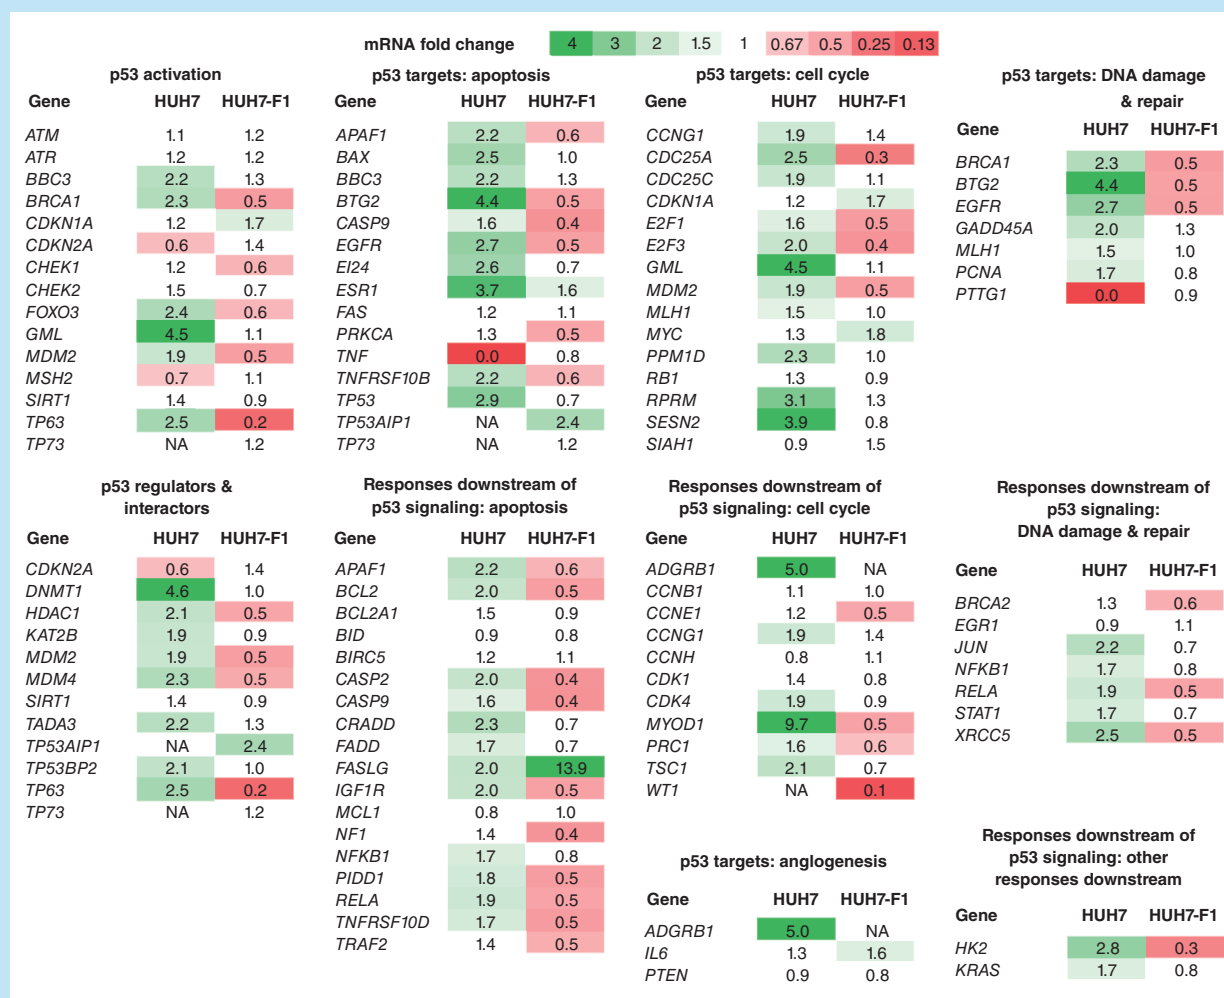 mRNA fold change 4 3 2 1.5 1 0.67 0.5 0.25 0.13
p53 activation
Gene HUH7 HUH7-F1
ATM 1.1 1.2
ATR 1.2 1.2
BBC3 2.2 1.3
BRCA1 2.3 0.5
CDKN1A 1.2 1.7
CDKN2A 0.6 1.4
CHEK1 1.2 0.6
CHEK2 1.5 0.7
FOXO3 2.4 0.6
GML 4.5 1.1
MDM2 1.9 0.5
MSH2 0.7 1.1
SIRT1 1.4 0.9
TP63 2.5 0.2
TP73 NA 1.2
p53 targets: apoptosis
Gene HUH7 HUH7-F1
APAF1 2.2 0.6
BAX 2.5 1.0
BBC3 2.2 1.3
BTG2 4.4 0.5
CASP9 1.6 0.4
EGFR 2.7 0.5
EI24 2.6 0.7
ESR1 3.7 1.6
FAS 1.2 1.1
PRKCA 1.3 0.5
TNF 0.0 0.8
TNFRSF10B 2.2 0.6
TP53 2.9 0.7
TP53AIP1 NA 2.4
TP73 NA 1.2
p53 targets: cell cycle
Gene HUH7 HUH7-F1
CCNG1 1.9 1.4
CDC25A 2.5 0.3
CDC25C 1.9 1.1
CDKN1A 1.2 1.7
E2F1 1.6 0.5
E2F3 2.0 0.4
GML 4.5 1.1
MDM2 1.9 0.5
MLH1 1.5 1.0
MYC 1.3 1.8
PPM1D 2.3 1.0
RB1 1.3 0.9
RPRM 3.1 1.3
SESN2 3.9 0.8
SIAH1 0.9 1.5
p53 targets: DNA damage
& repair
Gene HUH7 HUH7-F1
BRCA1 2.3 0.5
BTG2 4.4 0.5
EGFR 2.7 0.5
GADD45A 2.0 1.3
MLH1 1.5 1.0
PCNA 1.7 0.8
PTTG1 0.0 0.9
p53 regulators &
interactors
Gene HUH7 HUH7-F1
CDKN2A 0.6 1.4
DNMT1 4.6 1.0
HDAC1 2.1 0.5
KAT2B 1.9 0.9
MDM2 1.9 0.5
MDM4 2.3 0.5
SIRT1 1.4 0.9
TADA3 2.2 1.3
TP53AIP1 NA 2.4
TP53BP2 2.1 1.0
TP63 2.5 0.2
TP73 NA 1.2
Responses downstream of
p53 signaling: apoptosis
Gene HUH7 HUH7-F1
APAF1 2.2 0.6
BCL2 2.0 0.5
BCL2A1 1.5 0.9
BID 0.9 0.8
BIRC5 1.2 1.1
CASP2 2.0 0.4
CASP9 1.6 0.4
CRADD 2.3 0.7
FADD 1.7 0.7
FASLG 2.0 13.9
IGF1R 2.0 0.5
MCL1 0.8 1.0
NF1 1.4 0.4
NFKB1 1.7 0.8
PIDD1 1.8 0.5
RELA 1.9 0.5
TNFRSF10D 1.7 0.5
TRAF2 1.4 0.5
Responses downstream of
p53 signaling: cell cycle
Gene HUH7 HUH7-F1
ADGRB1 5.0 NA
CCNB1 1.1 1.0
CCNE1 1.2 0.5
CCNG1 1.9 1.4
CCNH 0.8 1.1
CDK1 1.4 0.8
CDK4 1.9 0.9
MYOD1 9.7 0.5
PRC1 1.6 0.6
TSC1 2.1 0.7
WT1 NA 0.1
p53 targets: anglogenesis
Gene HUH7 HUH7-F1
ADGRB1 5.0 NA
IL6 1.3 1.6
PTEN 0.9 0.8
Responses downstream of
p53 signaling:
DNA damage & repair
Gene HUH7 HUH7-F1
BRCA2 1.3 0.6
EGR1 0.9 1.1
JUN 2.2 0.7
NFKB1 1.7 0.8
RELA 1.9 0.5
STAT1 1.7 0.7
XRCC5 2.5 0.5
Responses downstream of
p53 signaling: other
responses downstream
Gene HUH7 HUH7-F1
HK2 2.8 0.3
KRAS 1.7 0.8